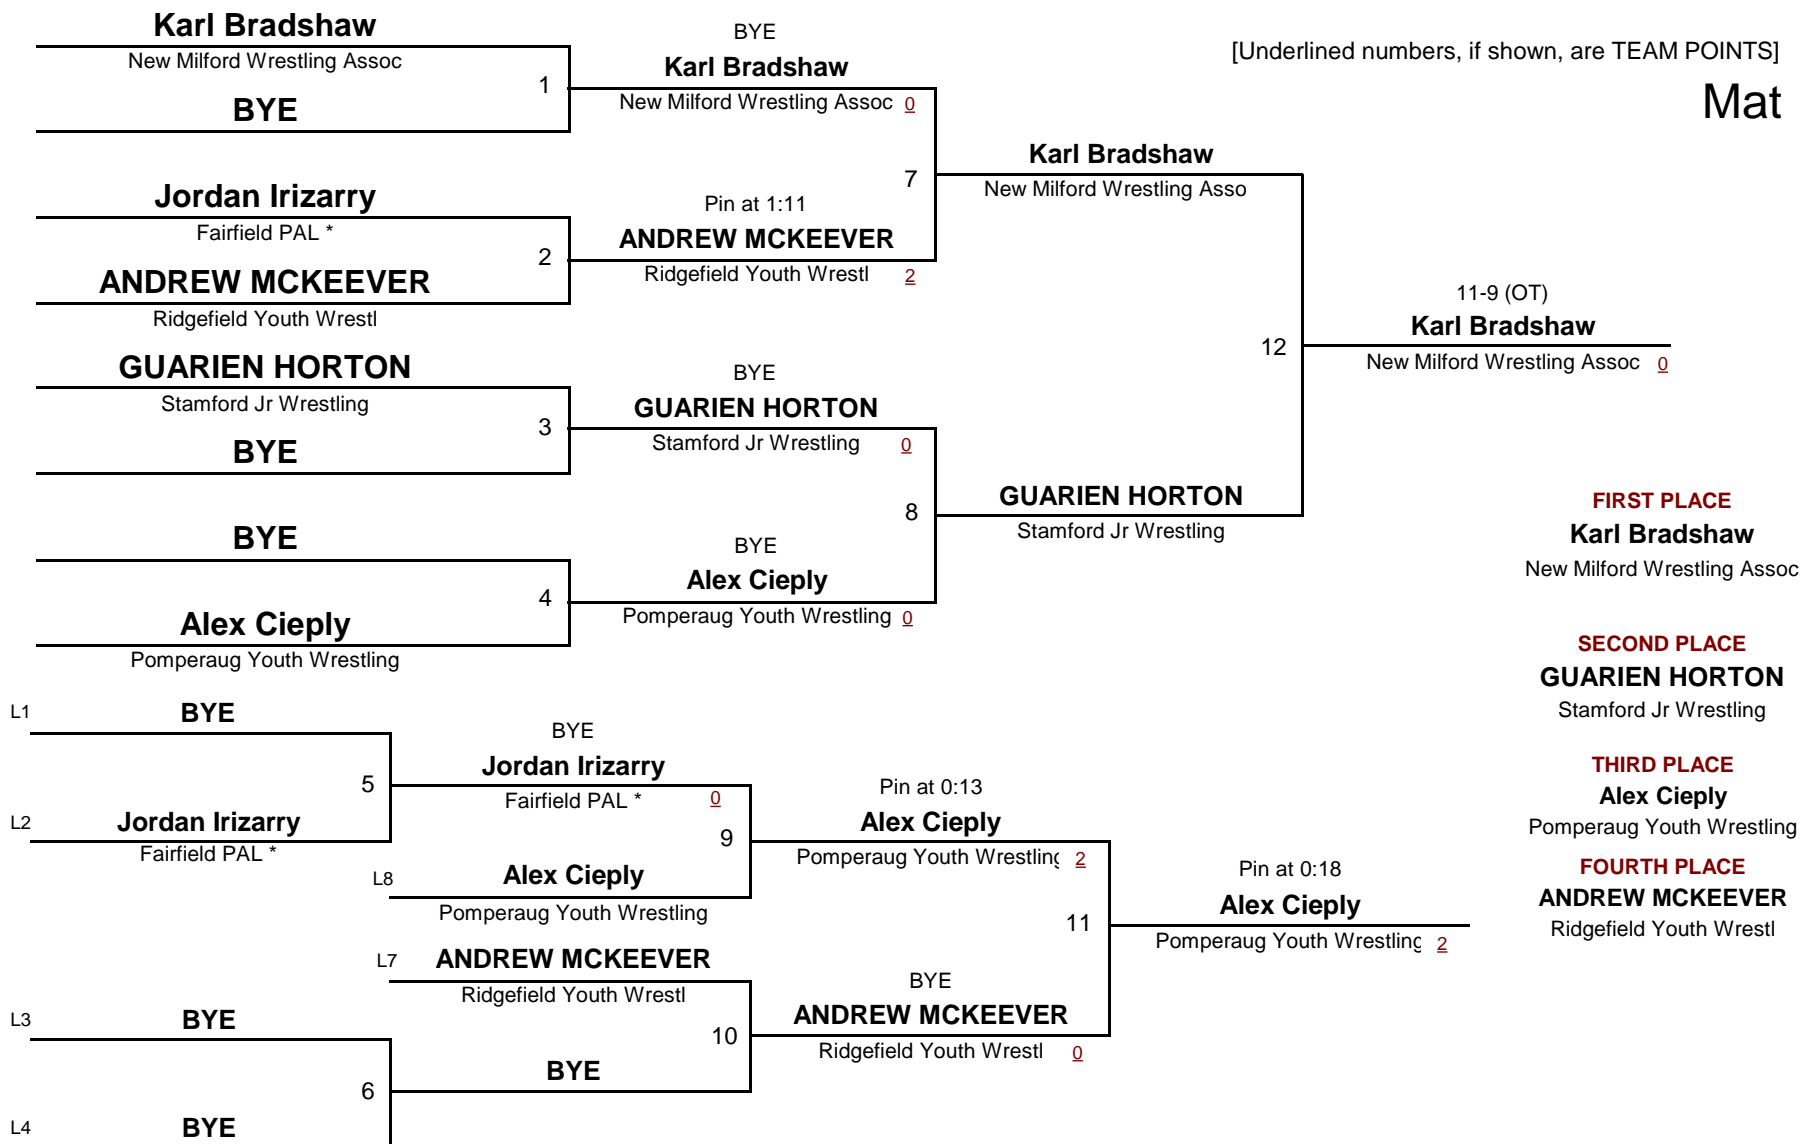 [Underlined numbers, if shown, are TEAM POINTS]
Mat
Karl Bradshaw
New Milford Wrestling Assoc
1
BYE
Jordan Irizarry
Fairfield PAL *
2
ANDREW MCKEEVER
Ridgefield Youth Wrestl
GUARIEN HORTON
Stamford Jr Wrestling
3
BYE
BYE
4
Alex Cieply
Pomperaug Youth Wrestling
BYE
Karl Bradshaw
New Milford Wrestling Assoc 0
7
Pin at 1:11
ANDREW MCKEEVER
Ridgefield Youth Wrestl 2
BYE
GUARIEN HORTON
Stamford Jr Wrestling 0
8
BYE
Alex Cieply
Pomperaug Youth Wrestling 0
Karl Bradshaw
New Milford Wrestling Asso
12
GUARIEN HORTON
Stamford Jr Wrestling
11-9 (OT)
Karl Bradshaw
New Milford Wrestling Assoc 0
FIRST PLACE
Karl Bradshaw
New Milford Wrestling Assoc
SECOND PLACE
GUARIEN HORTON
Stamford Jr Wrestling
THIRD PLACE
Alex Cieply
Pomperaug Youth Wrestling
FOURTH PLACE
ANDREW MCKEEVER
Ridgefield Youth Wrestl
L1 BYE
5
L2 Jordan Irizarry
Fairfield PAL *
L3 BYE
6
L4 BYE
BYE
Jordan Irizarry
Fairfield PAL * 0
9
L8 Alex Cieply
Pomperaug Youth Wrestling
L7 ANDREW MCKEEVER
Ridgefield Youth Wrestl
10
BYE
Pin at 0:13
Alex Cieply
Pomperaug Youth Wrestling 2
11
BYE
ANDREW MCKEEVER
Ridgefield Youth Wrestl 0
Pin at 0:18
Alex Cieply
Pomperaug Youth Wrestling 2